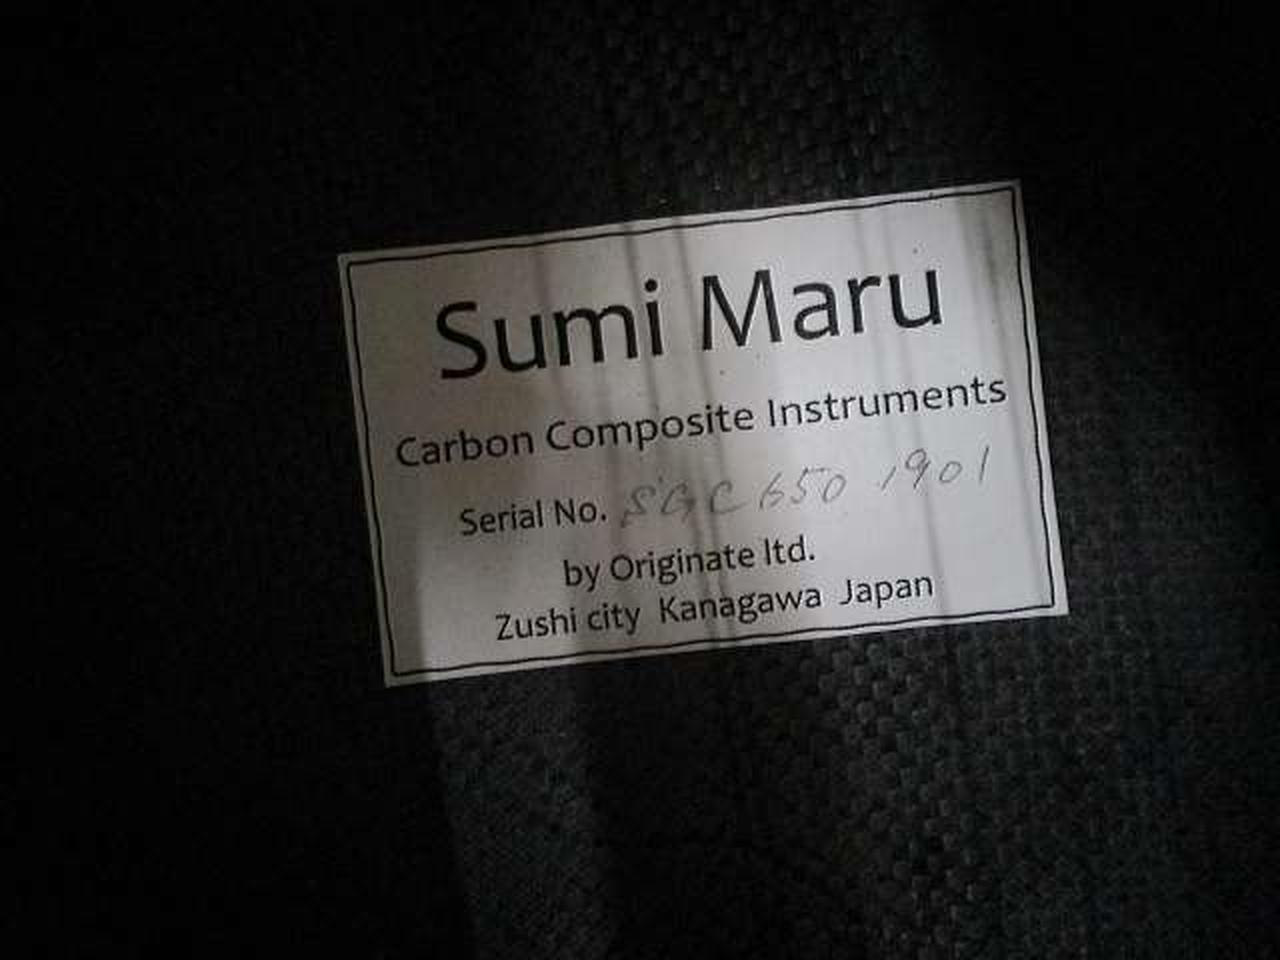 Sumi Maru
Carbon Composite Instruments
Serial No. SGC650 1901
by Originate ltd.
Zushi city Kanagawa Japan